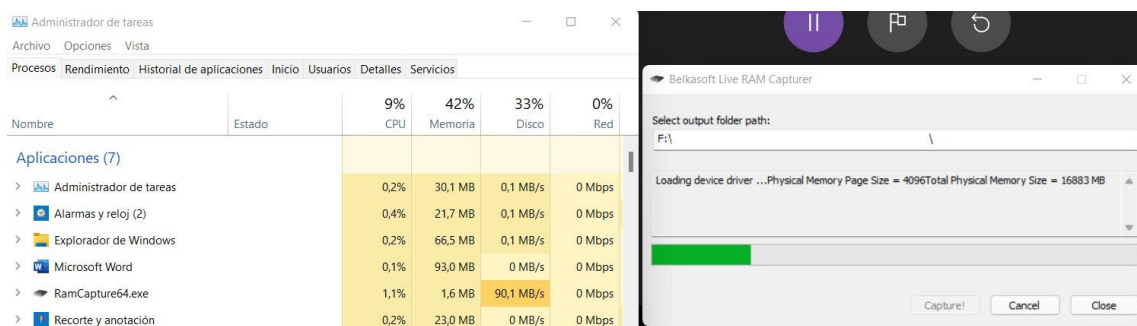 Administrador de tareas
Archivo Opciones Vista
Procesos Rendimiento Historial de aplicaciones Inicio Usuarios Detalles Servicios
9% 42% 33% 0%
Nombre Estado CPU Memoria Disco Red
Aplicaciones (7)
Administrador de tareas 0,2% 30,1 MB 0,1 MB/s 0 Mbps
Alarmas y reloj (2) 0,4% 21,7 MB 0,1 MB/s 0 Mbps
Explorador de Windows 0,2% 66,5 MB 0,1 MB/s 0 Mbps
Microsoft Word 0,1% 93,0 MB 0 MB/s 0 Mbps
RamCapture64.exe 1,1% 1,6 MB 90,1 MB/s 0 Mbps
Recorte y anotación 0,2% 23,0 MB 0 MB/s 0 Mbps
Belkasoft Live RAM Capturer
Select output folder path:
F:\ \
Loading device driver ...Physical Memory Page Size = 4096Total Physical Memory Size = 16883 MB
Capture! Cancel Close